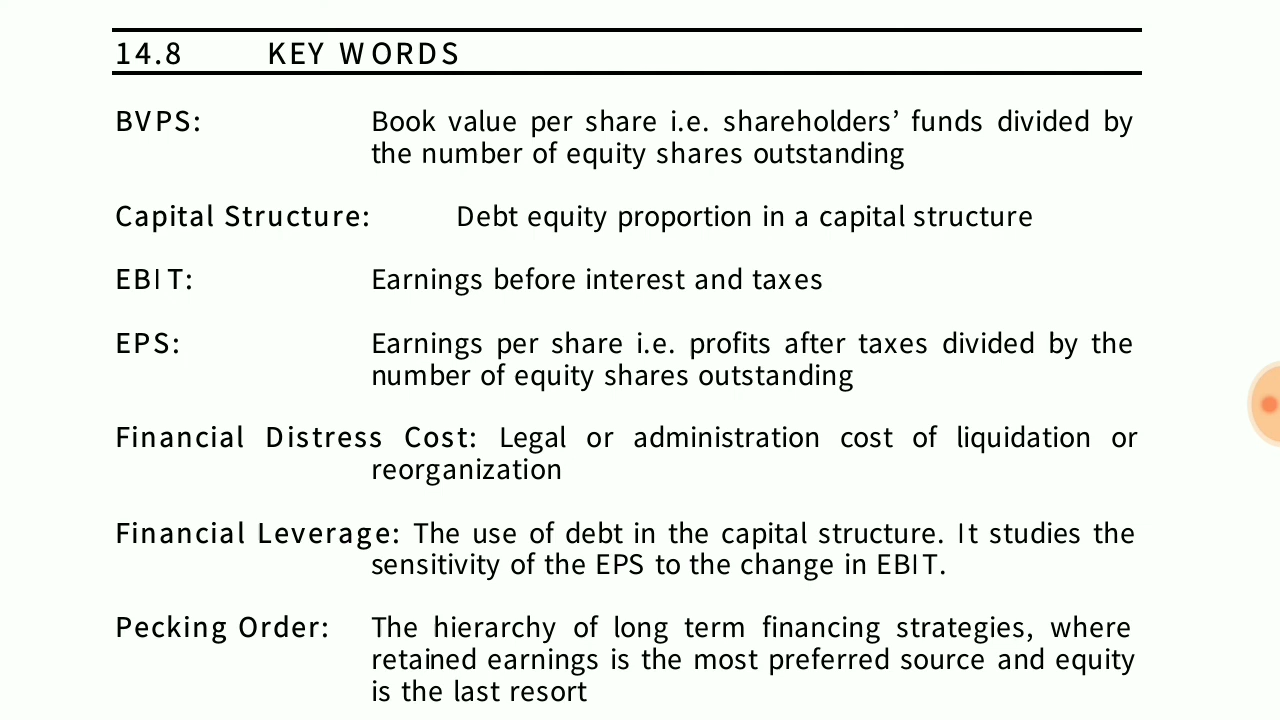 14.8 KEY WORDS
BVPS: Book value per share i.e. shareholders’ funds divided by
the number of equity shares outstanding
Capital Structure: Debt equity proportion in a capital structure
EBIT: Earnings before interest and taxes
EPS: Earnings per share i.e. profits after taxes divided by the
number of equity shares outstanding
Financial Distress Cost: Legal or administration cost of liquidation or
reorganization
Financial Leverage: The use of debt in the capital structure. It studies the
sensitivity of the EPS to the change in EBIT.
Pecking Order: The hierarchy of long term financing strategies, where
retained earnings is the most preferred source and equity
is the last resort